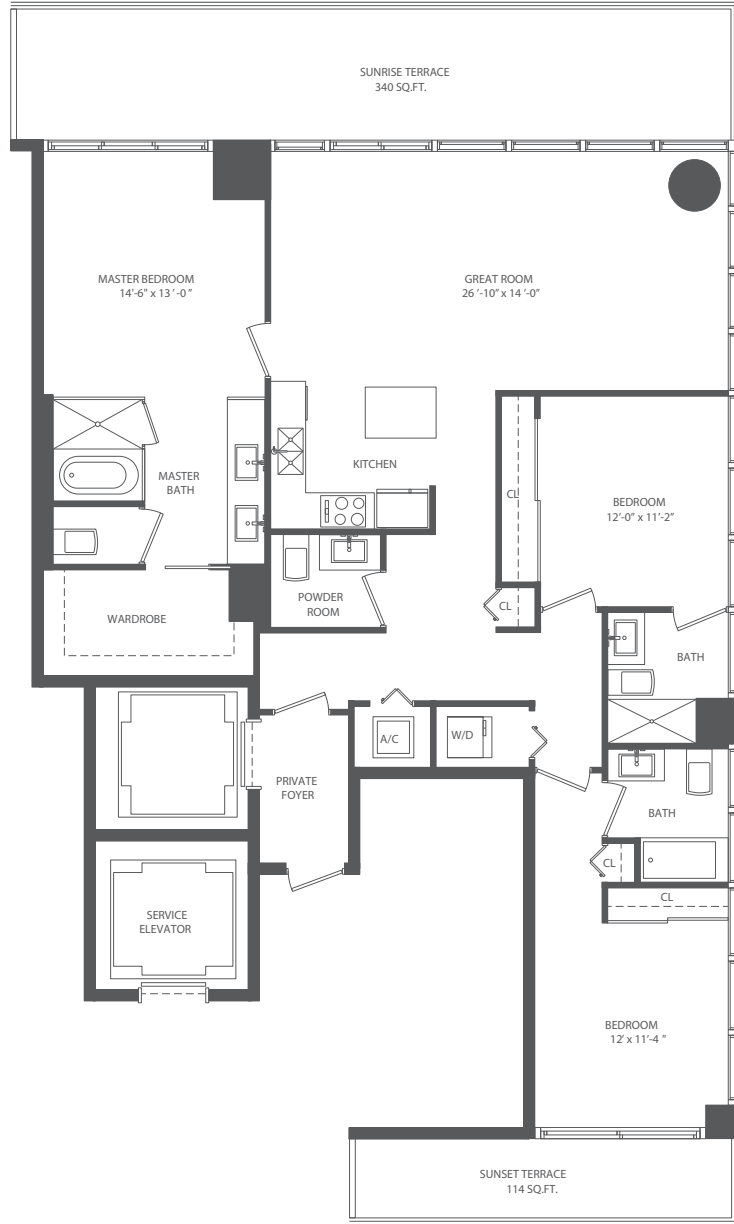 SUNRISE TERRACE
340 SQ.FT.
MASTER BEDROOM
14'-6" x 13 '-0 "
GREAT ROOM
26 '-10" x 14 '-0"
KITCHEN
MASTER
BATH
CL
BEDROOM
12'-0" x 11'-2"
POWDER
ROOM
CL
WARDROBE
BATH
A/C
W/D
PRIVATE
FOYER
BATH
CL
CL
SERVICE
ELEVATOR
BEDROOM
12' x 11'-4 "
SUNSET TERRACE
114 SQ.FT.